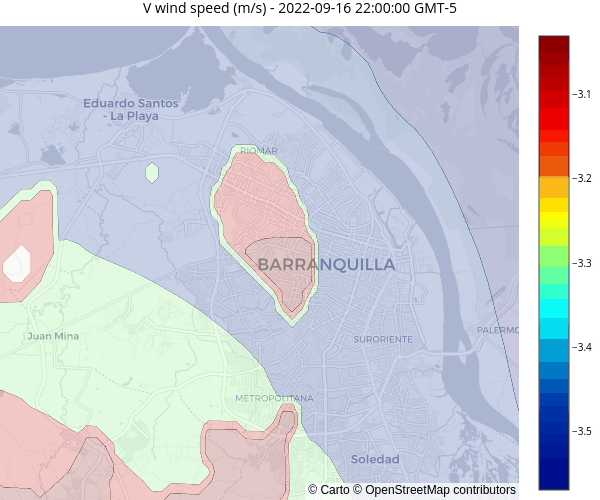 V wind speed (m/s) - 2022-09-16 22:00:00 GMT-5
Eduardo Santos
- La Playa
RIOMAR
BARRANQUILLA
Juan Mina
SURORIENTE
PALERMO
METROPOLITANA
Soledad
© Carto © OpenStreetMap contributors
-3.1
-3.2
-3.3
-3.4
-3.5